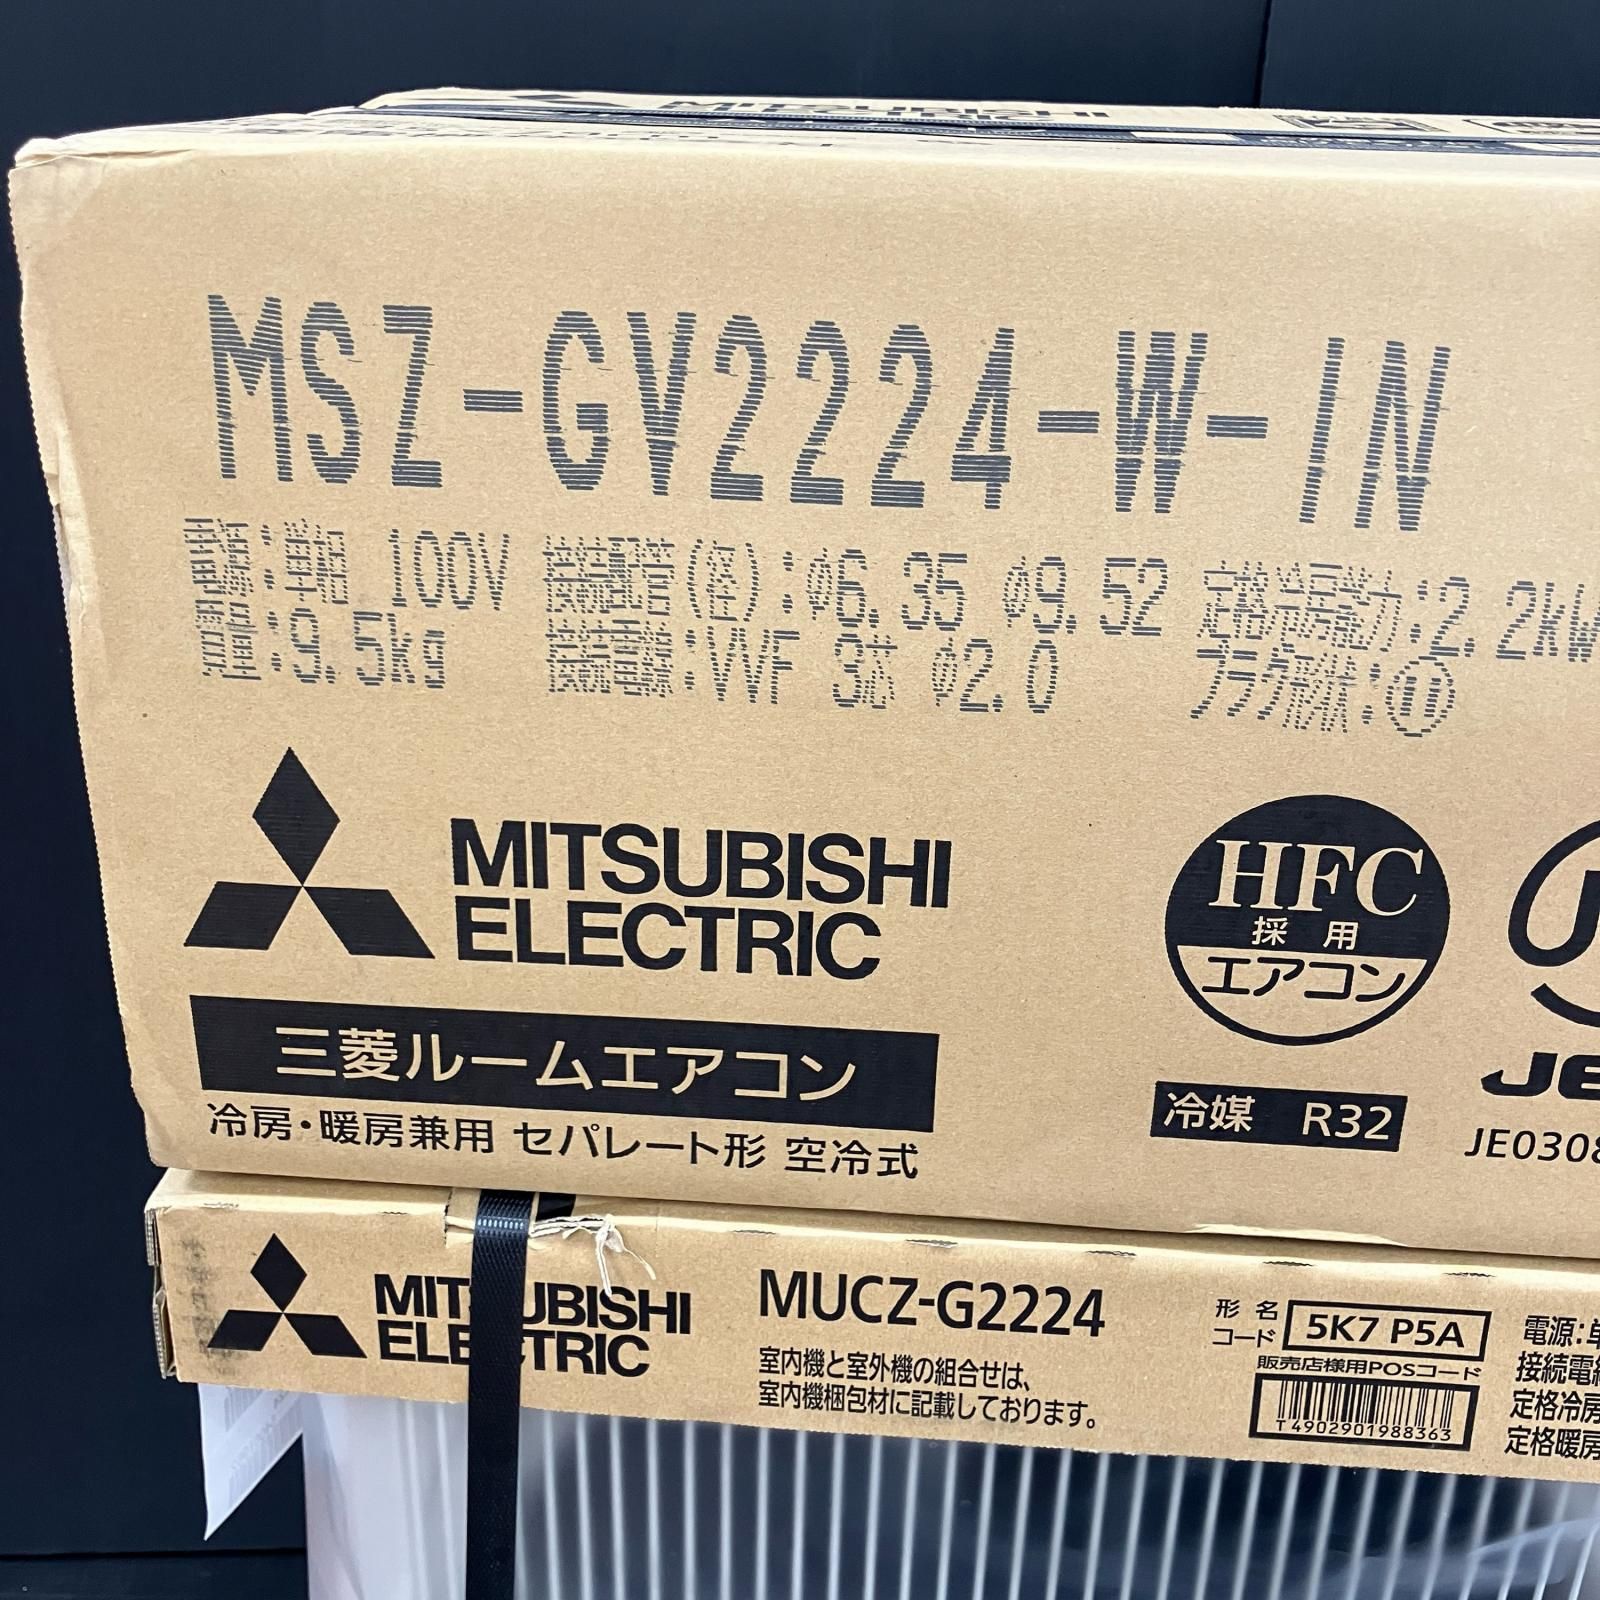 MITSUBISHI
MSZ-GV2224-W-IN
電源:単相 100V 接続配管(径):φ6.35 φ9.52 定格冷房能力:2.2kW
質量:9.5kg 接続電線:VVF 3芯 φ2.0 プラグ形状:⑪
MITSUBISHI
ELECTRIC
HFC
採用
エアコン
三菱ルームエアコン
冷房・暖房兼用 セパレート形 空冷式
冷媒 R32
JE0308
MITSUBISHI
ELECTRIC
MUCZ-G2224
室内機と室外機の組合せは、
室内機梱包材に記載しております。
形名
コード
5K7 P5A
販売店様用POSコード
T4902901988363
電源:単
接続電線
定格冷房
定格暖房